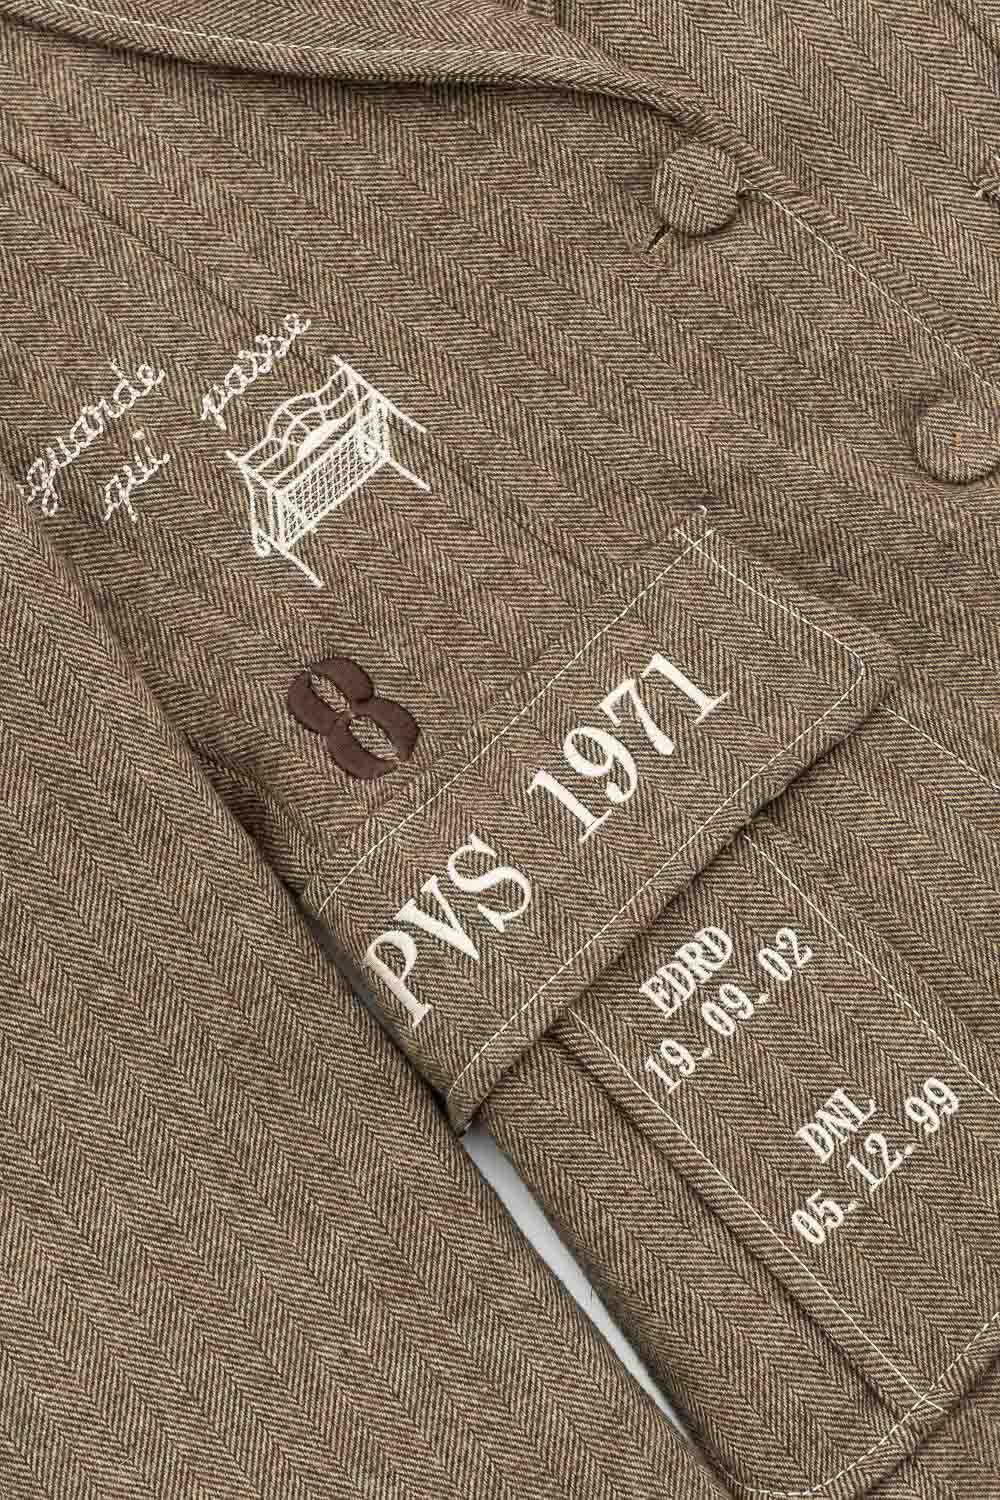 guarde
qui passe
8
PVS 1971
EDRD
19.09.02
DNL
05.12.99